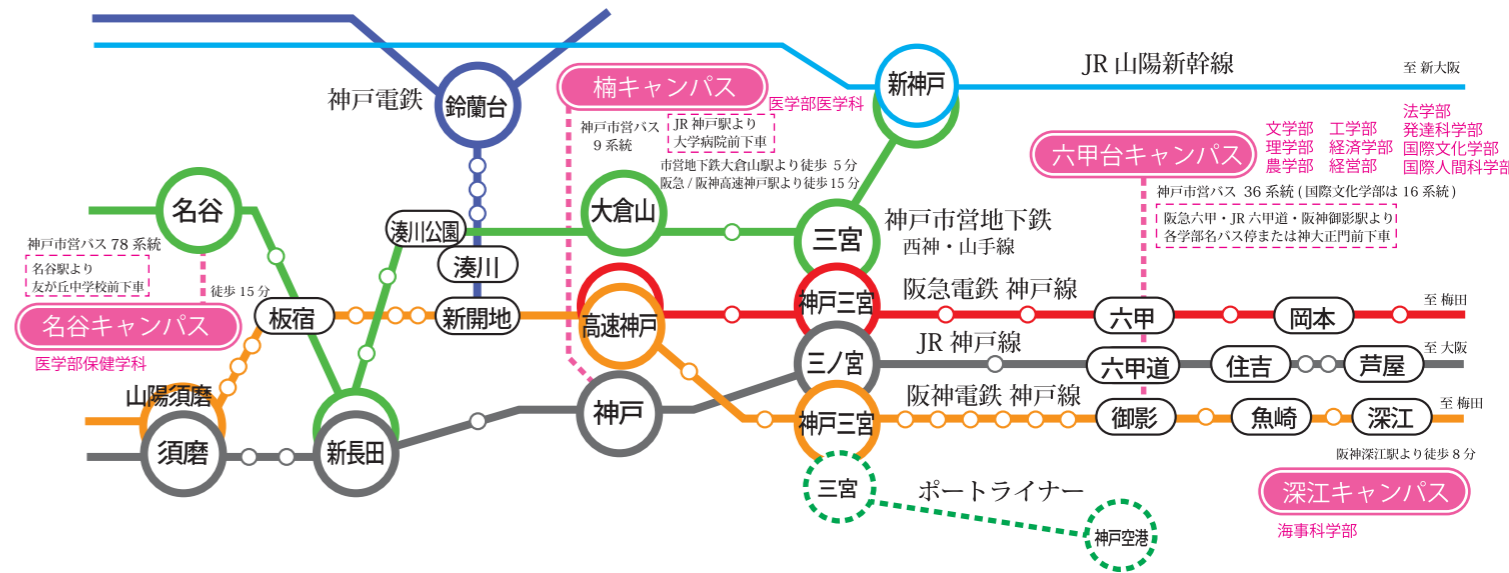 JR 山陽新幹線
至 新大阪
新神戸
神戸電鉄
鈴蘭台
楠キャンパス
医学部医学科
神戸市営バス
9 系統
JR 神戸駅より
大学病院前下車
市営地下鉄大倉山駅より徒歩 5 分
阪急 / 阪神高速神戸駅より徒歩 15 分
六甲台キャンパス
文学部
理学部
農学部
工学部
経済学部
経営部
法学部
発達科学部
国際文化学部
国際人間科学部
神戸市営バス 36 系統 ( 国際文化学部は 16 系統 )
阪急六甲・JR 六甲道・阪神御影駅より
各学部名バス停または神大正門前下車
名谷
大倉山
湊川公園
三宮
神戸市営地下鉄
西神・山手線
神戸市営バス 78 系統
名谷駅より
友が丘中学校前下車
徒歩 15 分
湊川
名谷キャンパス
医学部保健学科
板宿
新開地
高速神戸
神戸三宮
阪急電鉄 神戸線
六甲
岡本
至 梅田
三ノ宮
JR 神戸線
六甲道
住吉
芦屋
至 大阪
山陽須磨
須磨
新長田
神戸
神戸三宮
阪神電鉄 神戸線
御影
魚崎
深江
至 梅田
阪神深江駅より徒歩 8 分
深江キャンパス
海事科学部
三宮
ポートライナー
神戸空港